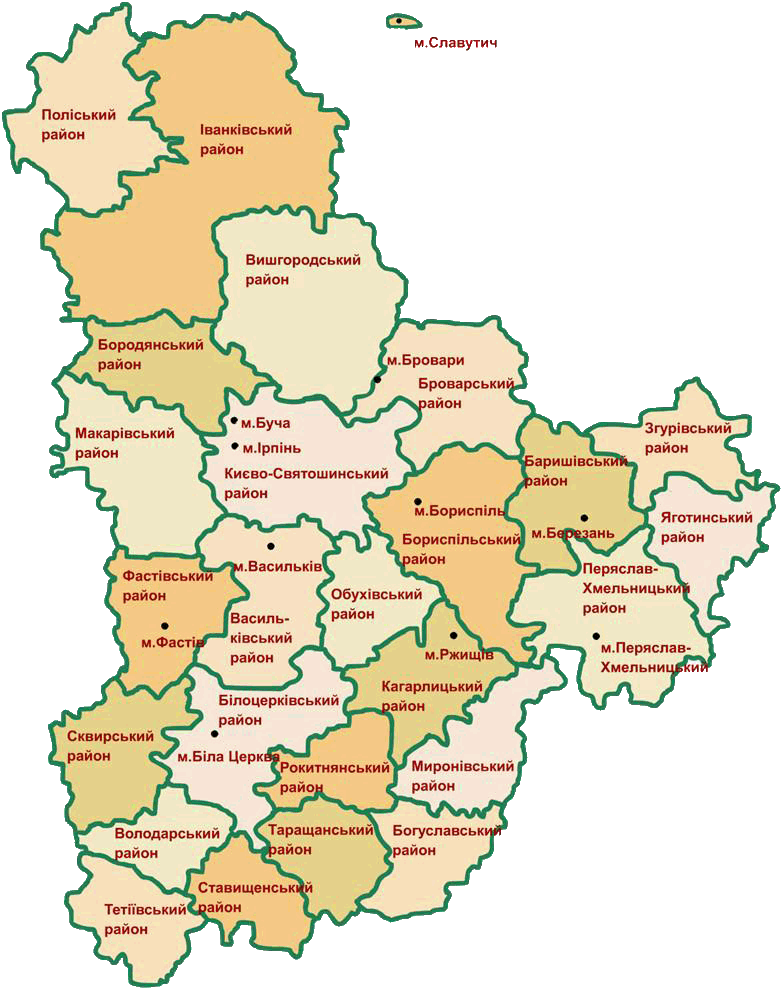 м.Славутич
Поліський
район
Іванківський
район
Вишгородський
район
Бородянський
район
м.Бровари
Броварський
район
м.Буча
м.Ірпінь
Києво-Святошинський
район
Макарівський
район
Згурівський
район
Баришівський
район
м.Березань
Яготинський
район
м.Бориспіль
Бориспільський
район
м.Васильків
Василь-
ківський
район
Обухівський
район
Фастівський
район
м.Фастів
Переяслав-
Хмельницький
район
м.Перяслав-
Хмельницький
м.Ржищів
Кагарлицький
район
Білоцерківський
район
м.Біла Церква
Сквирський
район
Рокитнянський
район
Миронівський
район
Володарський
район
Таращанський
район
Богуславський
район
Ставищенський
район
Тетіївський
район